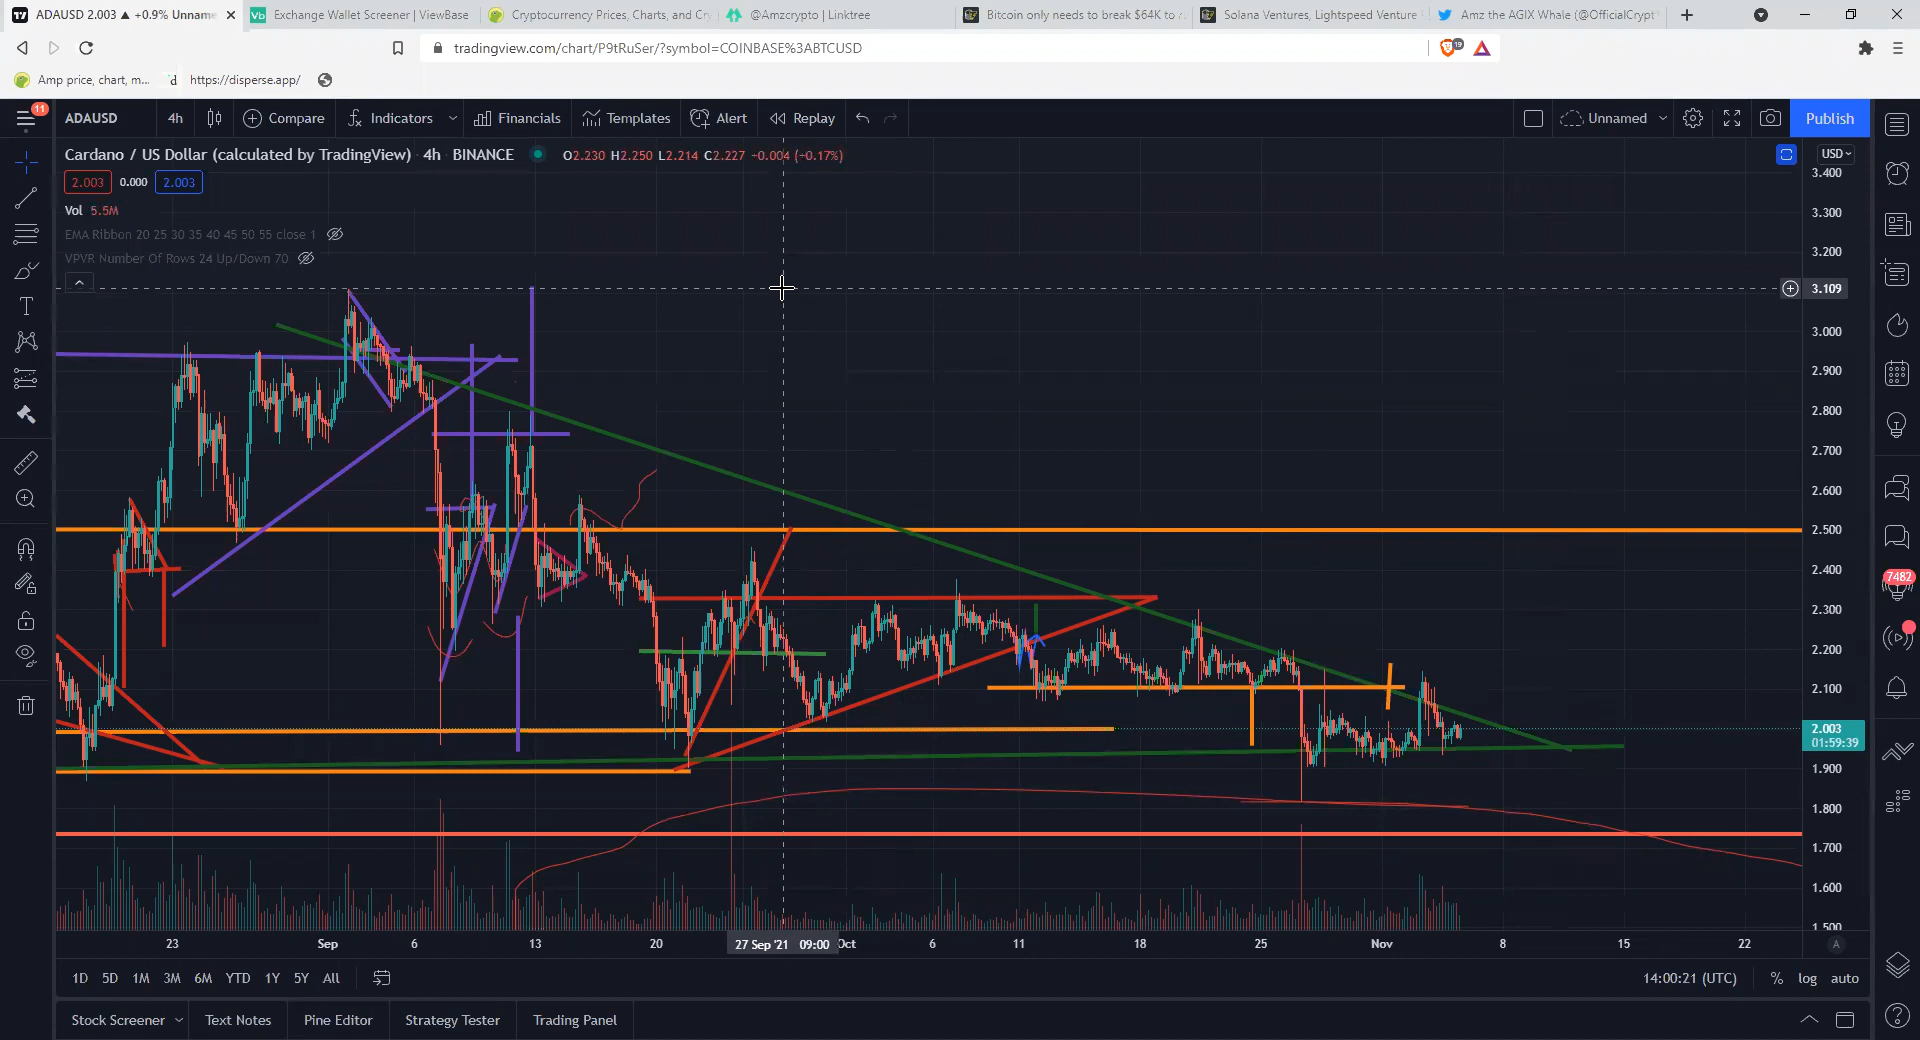 ADAUSD 2.003 ▲ +0.9% Unname
Exchange Wallet Screener | ViewBase
Cryptocurrency Prices, Charts, and Cry
@Amzcrypto | Linktree
Bitcoin only needs to break $64K to
Solana Ventures, Lightspeed Venture
Amz the AGIX Whale (@OfficialCrypt
tradingview.com/chart/P9tRuSer/?symbol=COINBASE%3ABTCUSD
19
Amp price, chart, m...
d https://disperse.app/
11
ADAUSD 4h Compare Indicators Financials Templates Alert Replay Unnamed Publish
Cardano / US Dollar (calculated by TradingView) · 4h · BINANCE O2.230 H2.250 L2.214 C2.227 +0.004 (+0.17%)
USD
2.003 0.000 2.003
Vol 5.5M
EMA Ribbon 20 25 30 35 40 45 50 55 close 1
VPVR Number Of Rows 24 Up/Down 70
3.400
3.300
3.200
3.109
3.000
2.900
2.800
2.700
2.600
2.500
2.400
2.300
2.200
2.100
2.003
01:59:39
1.900
1.800
1.700
1.600
1.500
7482
23 Sep 6 13 20 27 Sep '21 09:00 Oct 6 11 18 25 Nov 8 15 22
A
1D 5D 1M 3M 6M YTD 1Y 5Y All
14:00:21 (UTC) % log auto
Stock Screener Text Notes Pine Editor Strategy Tester Trading Panel